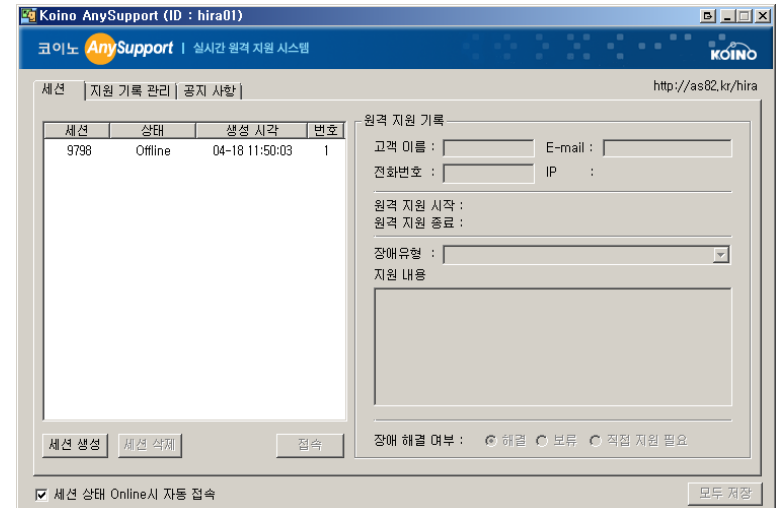 Koino AnySupport (ID : hira01)
코이노 AnySupport | 실시간 원격 지원 시스템
KOINO
세션 지원 기록 관리 공지 사항
http://as82.kr/hira
세션 상태 생성 시각 번호
9798 Offline 04-18 11:50:03 1
원격 지원 기록
고객 이름 : E-mail :
전화번호 : IP :
원격 지원 시작 :
원격 지원 종료 :
장애유형 :
지원 내용
장애 해결 여부 : 해결 보류 직접 지원 필요
세션 생성 세션 삭제 접속
세션 상태 Online시 자동 접속
모두 저장